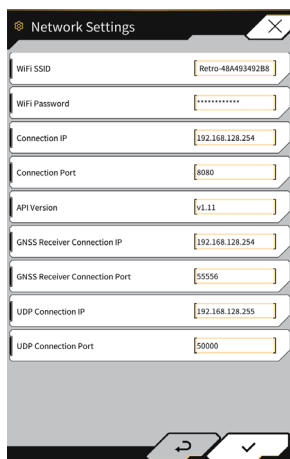 Network Settings
WiFi SSID
Retro-48A493492B8
WiFi Password
************
Connection IP
192.168.128.254
Connection Port
8080
API Version
v1.11
GNSS Receiver Connection IP
192.168.128.254
GNSS Receiver Connection Port
55556
UDP Connection IP
192.168.128.255
UDP Connection Port
50000